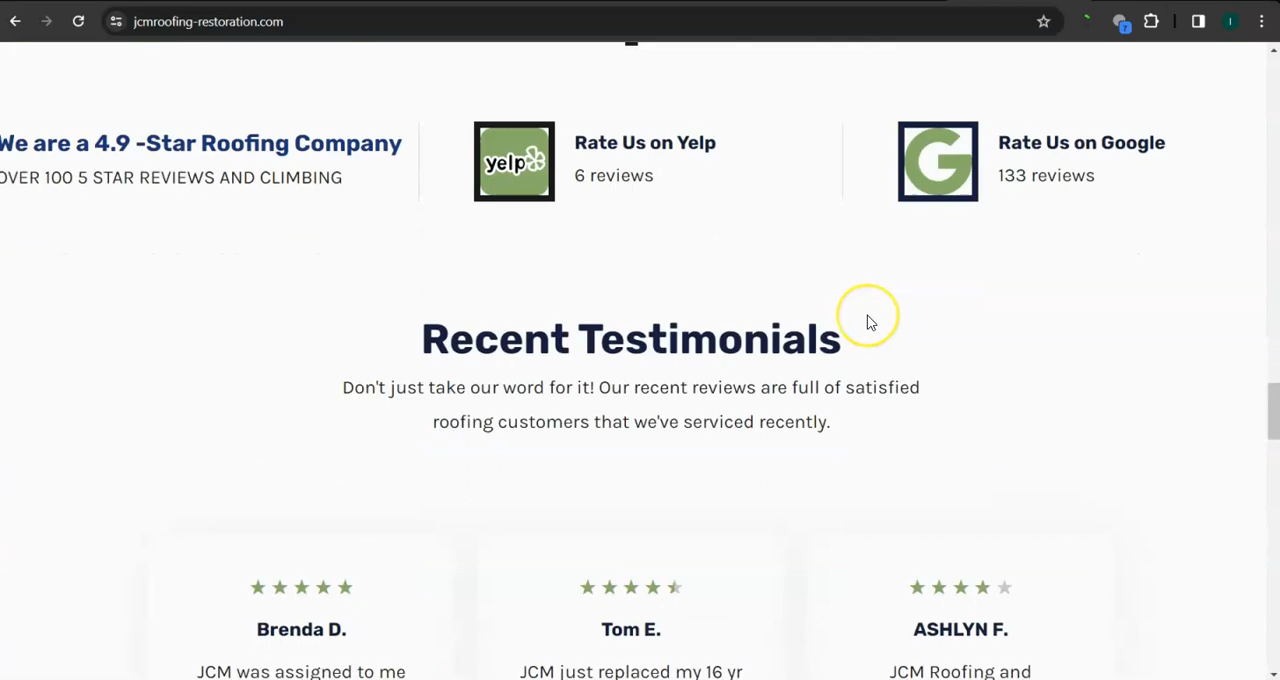 jcmroofing-restoration.com
We are a 4.9 -Star Roofing Company
OVER 100 5 STAR REVIEWS AND CLIMBING
yelp
Rate Us on Yelp
6 reviews
G
Rate Us on Google
133 reviews
Recent Testimonials
Don't just take our word for it! Our recent reviews are full of satisfied
roofing customers that we've serviced recently.
Brenda D.
JCM was assigned to me
Tom E.
JCM just replaced my 16 yr
ASHLYN F.
JCM Roofing and